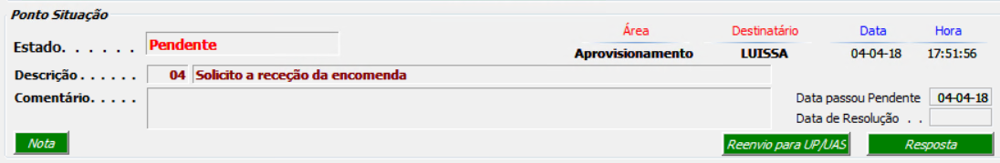 Ponto Situação
Área Destinatário Data Hora
Estado. . . . . . Pendente
Aprovisionamento LUISSA 04-04-18 17:51:56
Descrição . . . . . . 04 Solicito a receção da encomenda
Comentário. . . . .
Data passou Pendente 04-04-18
Data de Resolução . .
Nota Reenvio para UP/UAS Resposta